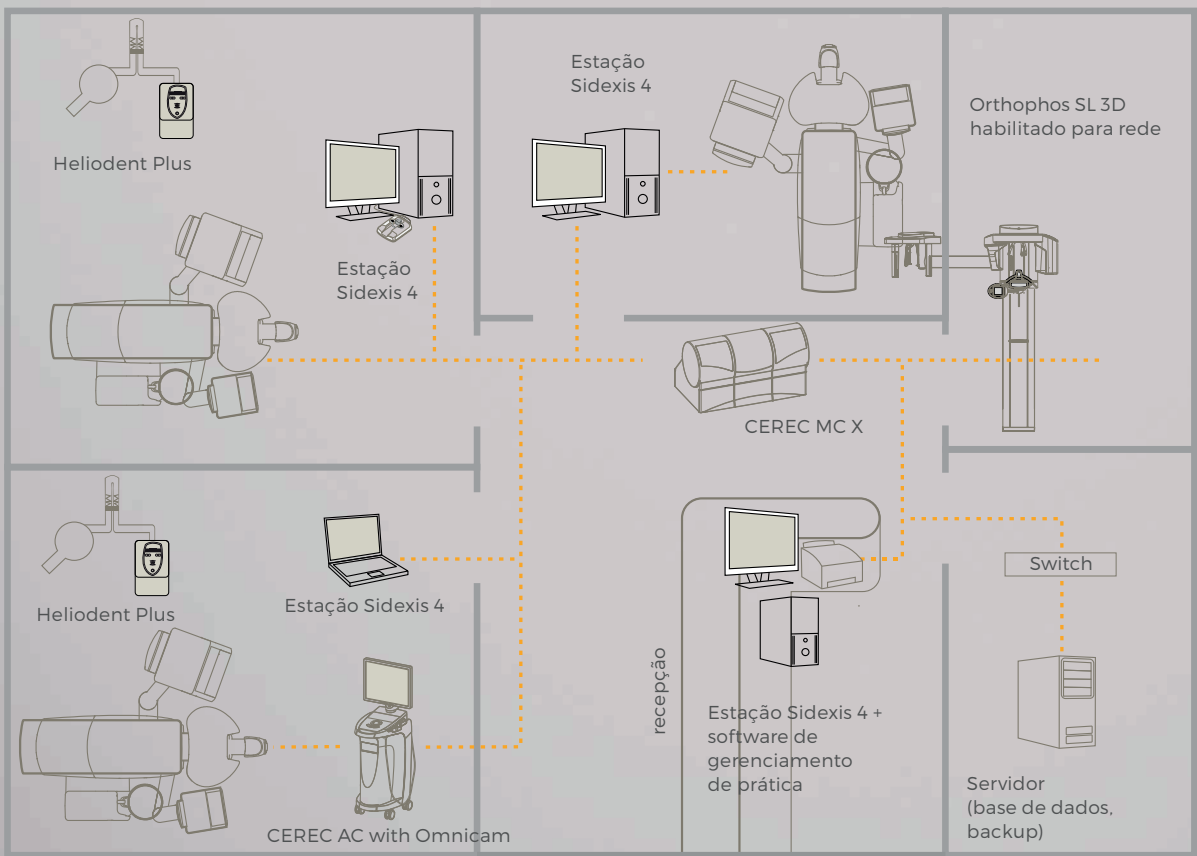 Heliodent Plus
Estação
Sidexis 4
Estação
Sidexis 4
Orthophos SL 3D
habilitado para rede
CEREC MC X
Heliodent Plus
Estação Sidexis 4
CEREC AC with Omnicam
recepção
Estação Sidexis 4 +
software de
gerenciamento
de prática
Switch
Servidor
(base de dados,
backup)